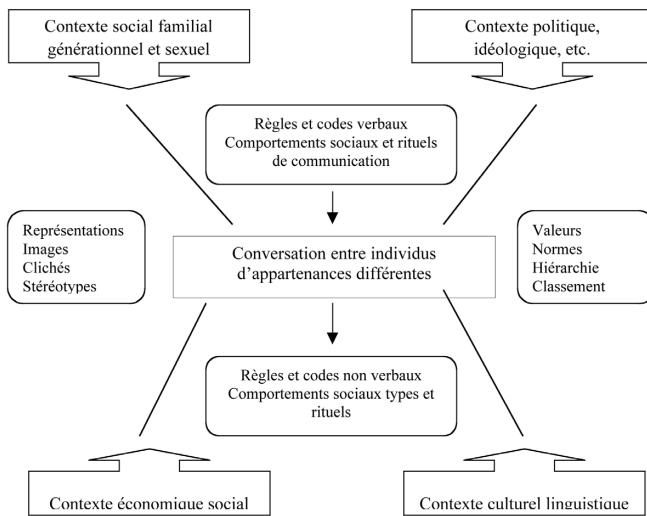 Contexte social familial
générationnel et sexuel
Contexte politique,
idéologique, etc.
Règles et codes verbaux
Comportements sociaux et rituels
de communication
Représentations
Images
Clichés
Stéréotypes
Conversation entre individus
d'appartenances différentes
Valeurs
Normes
Hiérarchie
Classement
Règles et codes non verbaux
Comportements sociaux types et
rituels
Contexte économique social
Contexte culturel linguistique